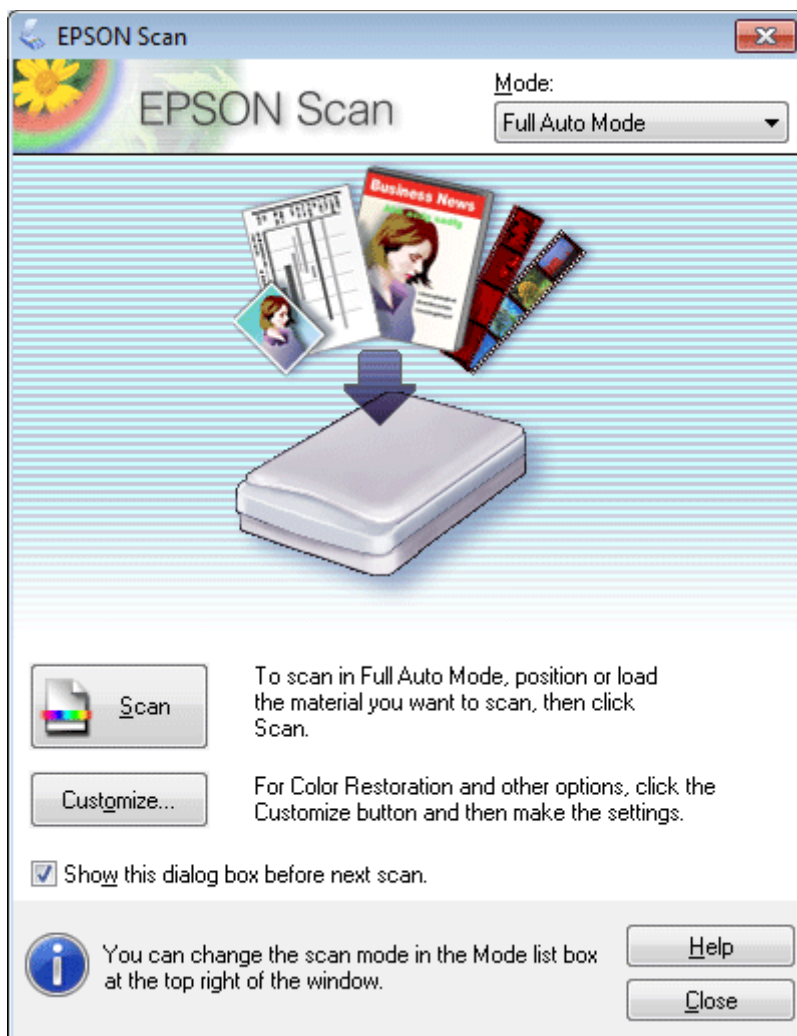 EPSON Scan
EPSON Scan
Mode:
Full Auto Mode
Business News
Scan
To scan in Full Auto Mode, position or load
the material you want to scan, then click
Scan.
Customize...
For Color Restoration and other options, click the
Customize button and then make the settings.
Show this dialog box before next scan.
You can change the scan mode in the Mode list box
at the top right of the window.
Help
Close